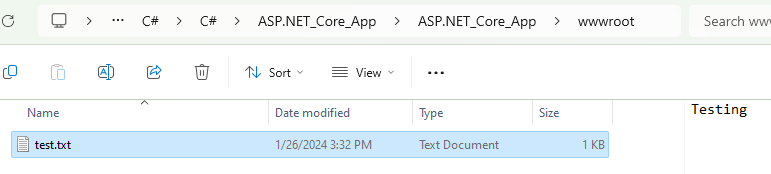 ··· C# > C# > ASP.NET_Core_App > ASP.NET_Core_App > wwwroot
Search ww
Sort View ···
Name Date modified Type Size
test.txt 1/26/2024 3:32 PM Text Document 1 KB
Testing